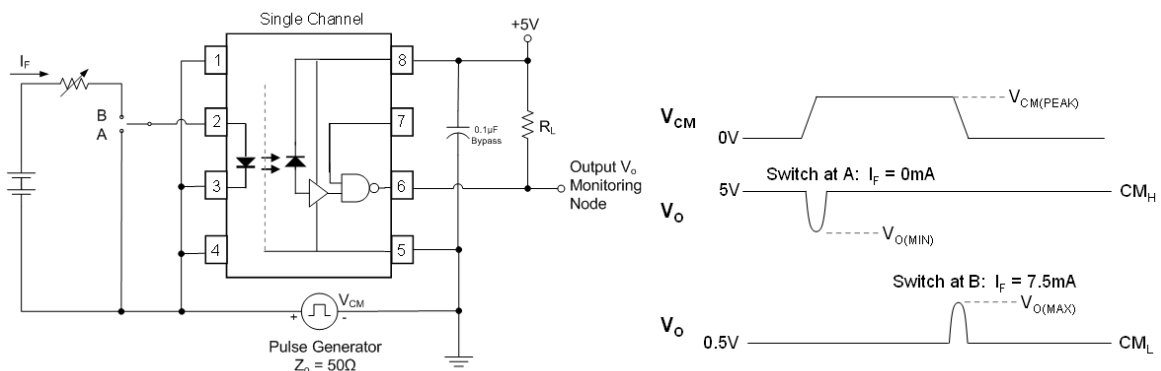 Single Channel
+5V
I_F
1
8
B
A
2
7
0.1µF
Bypass
R_L
3
6
Output V_o
Monitoring
Node
4
5
V_CM
+
-
Pulse Generator
Z_o = 50Ω
V_CM
V_CM(PEAK)
0V
Switch at A: I_F = 0mA
5V
CM_H
V_O
V_O(MIN)
Switch at B: I_F = 7.5mA
V_O(MAX)
V_O
0.5V
CM_L